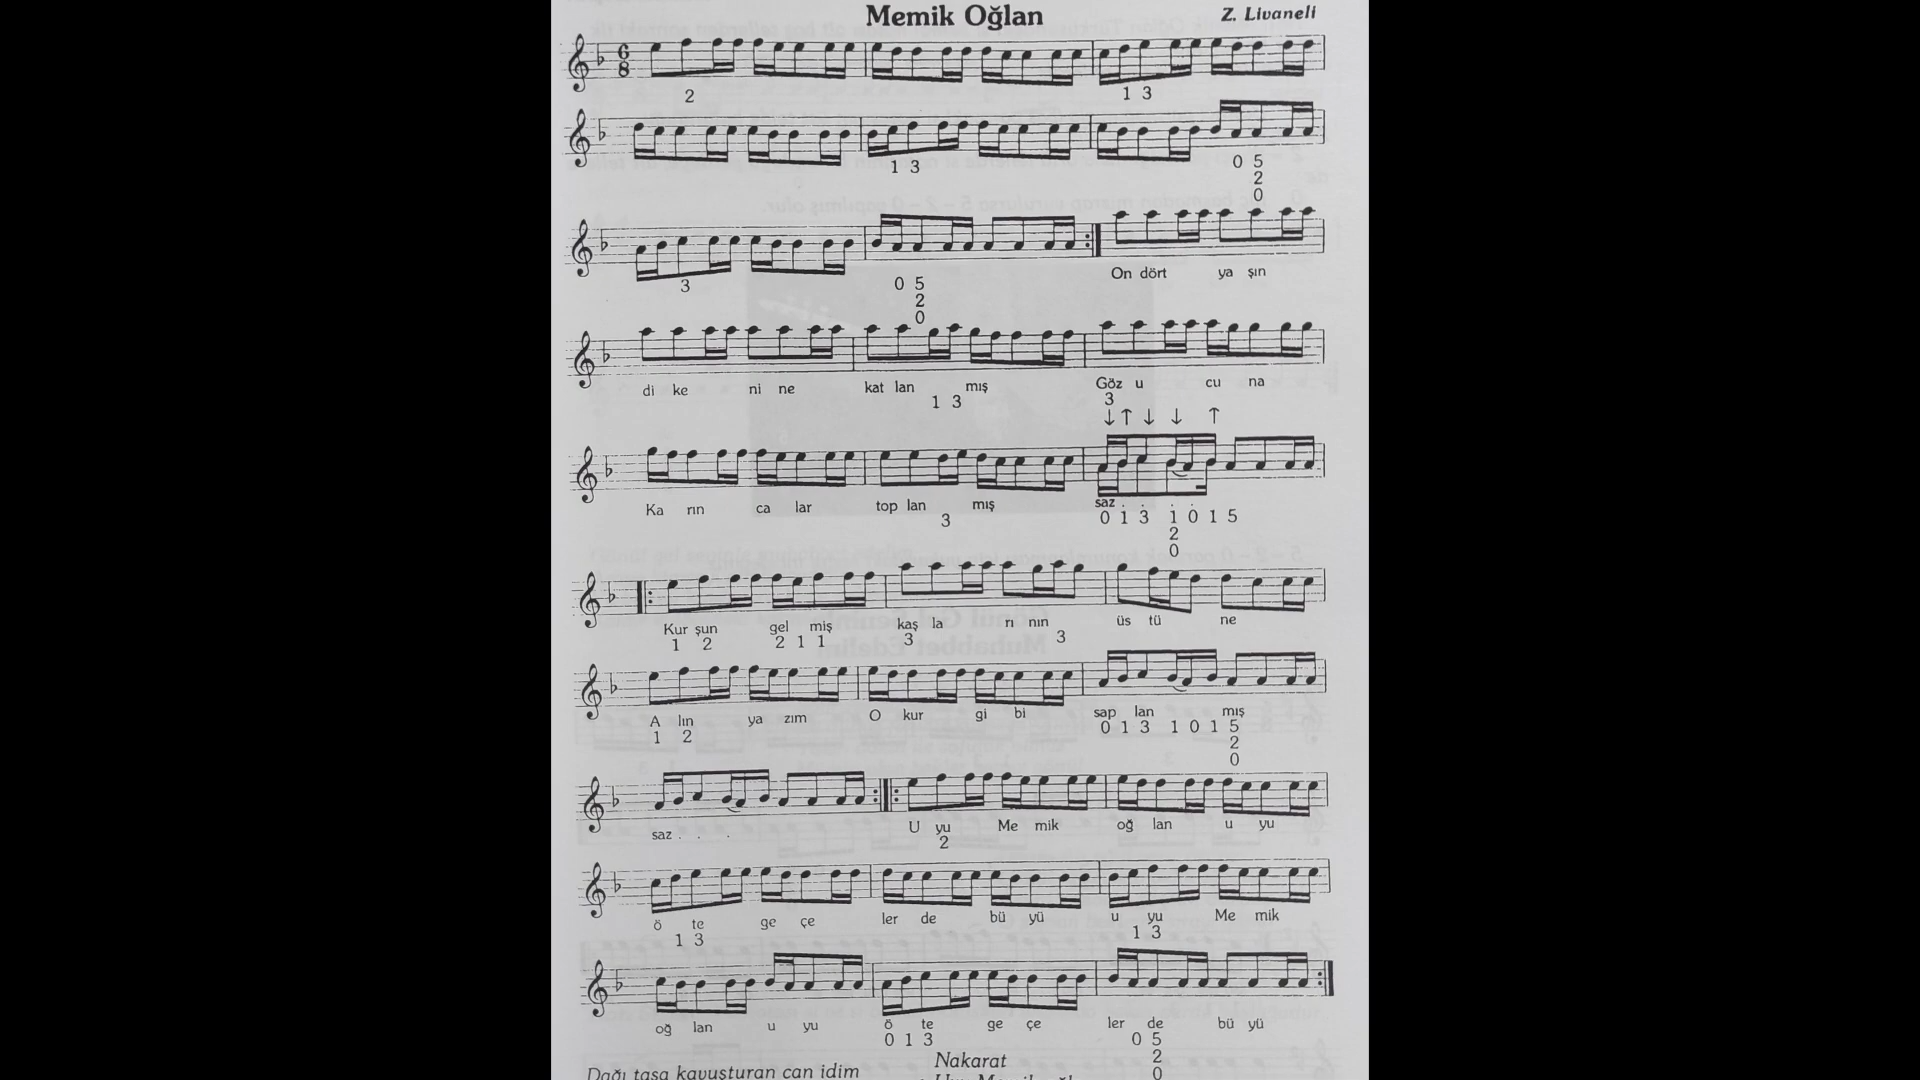 Memik Oğlan
Z. Livaneli
6
8
2
1 3
1 3
0 5
2
0
On dört ya şın
3
0 5
2
0
di ke ni ne kat lan mış Göz u cu na
1 3
3
↓ ↑ ↓ ↓ ↑
Ka rın ca lar top lan mış saz . . . .
3
0 1 3 1 0 1 5
2
0
Kur şun gel miş kaş la rı nın üs tü ne
1 2 2 1 1 3 3
A lın ya zım O kur gi bi sap lan mış
1 2 0 1 3 1 0 1 5
2
0
saz . . . U yu Me mik oğ lan u yu
2
ö te ge çe ler de bü yü u yu Me mik
1 3 1 3
oğ lan u yu ö te ge çe ler de bü yü
0 1 3 0 5
2
0
Nakarat
Dağı taşa kavuşturan can idim